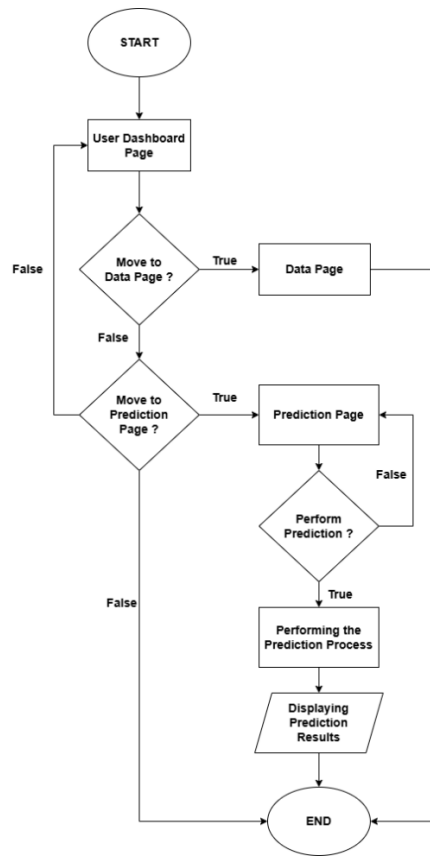 START
User Dashboard
Page
Move to
Data Page ?
True
Data Page
False
False
Move to
Prediction
Page ?
True
Prediction Page
False
Perform
Prediction ?
True
False
Performing the
Prediction Process
Displaying
Prediction
Results
END